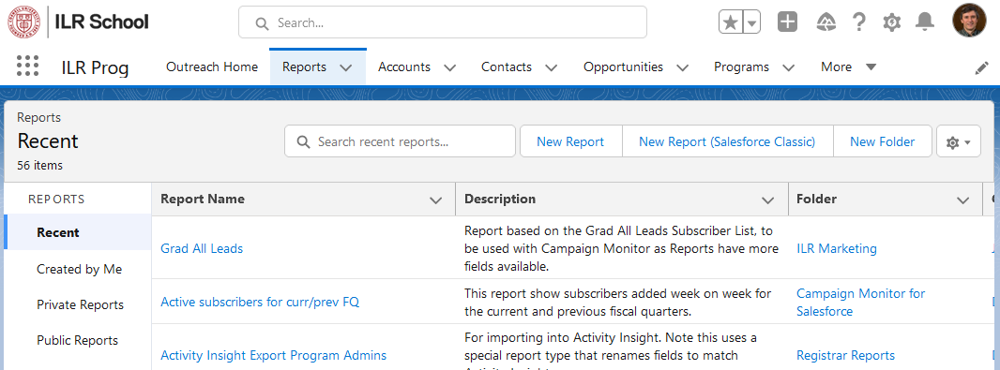 ILR School
Search...
ILR Prog
Outreach Home
Reports
Accounts
Contacts
Opportunities
Programs
More
Reports
Recent
56 items
Search recent reports...
New Report
New Report (Salesforce Classic)
New Folder
REPORTS
Recent
Created by Me
Private Reports
Public Reports
Report Name
Description
Folder
Grad All Leads
Report based on the Grad All Leads Subscriber List, to
be used with Campaign Monitor as Reports have more
fields available.
ILR Marketing
Active subscribers for curr/prev FQ
This report show subscribers added week on week for
the current and previous fiscal quarters.
Campaign Monitor for
Salesforce
Activity Insight Export Program Admins
For importing into Activity Insight. Note this uses a
special report type that renames fields to match
Registrar Reports